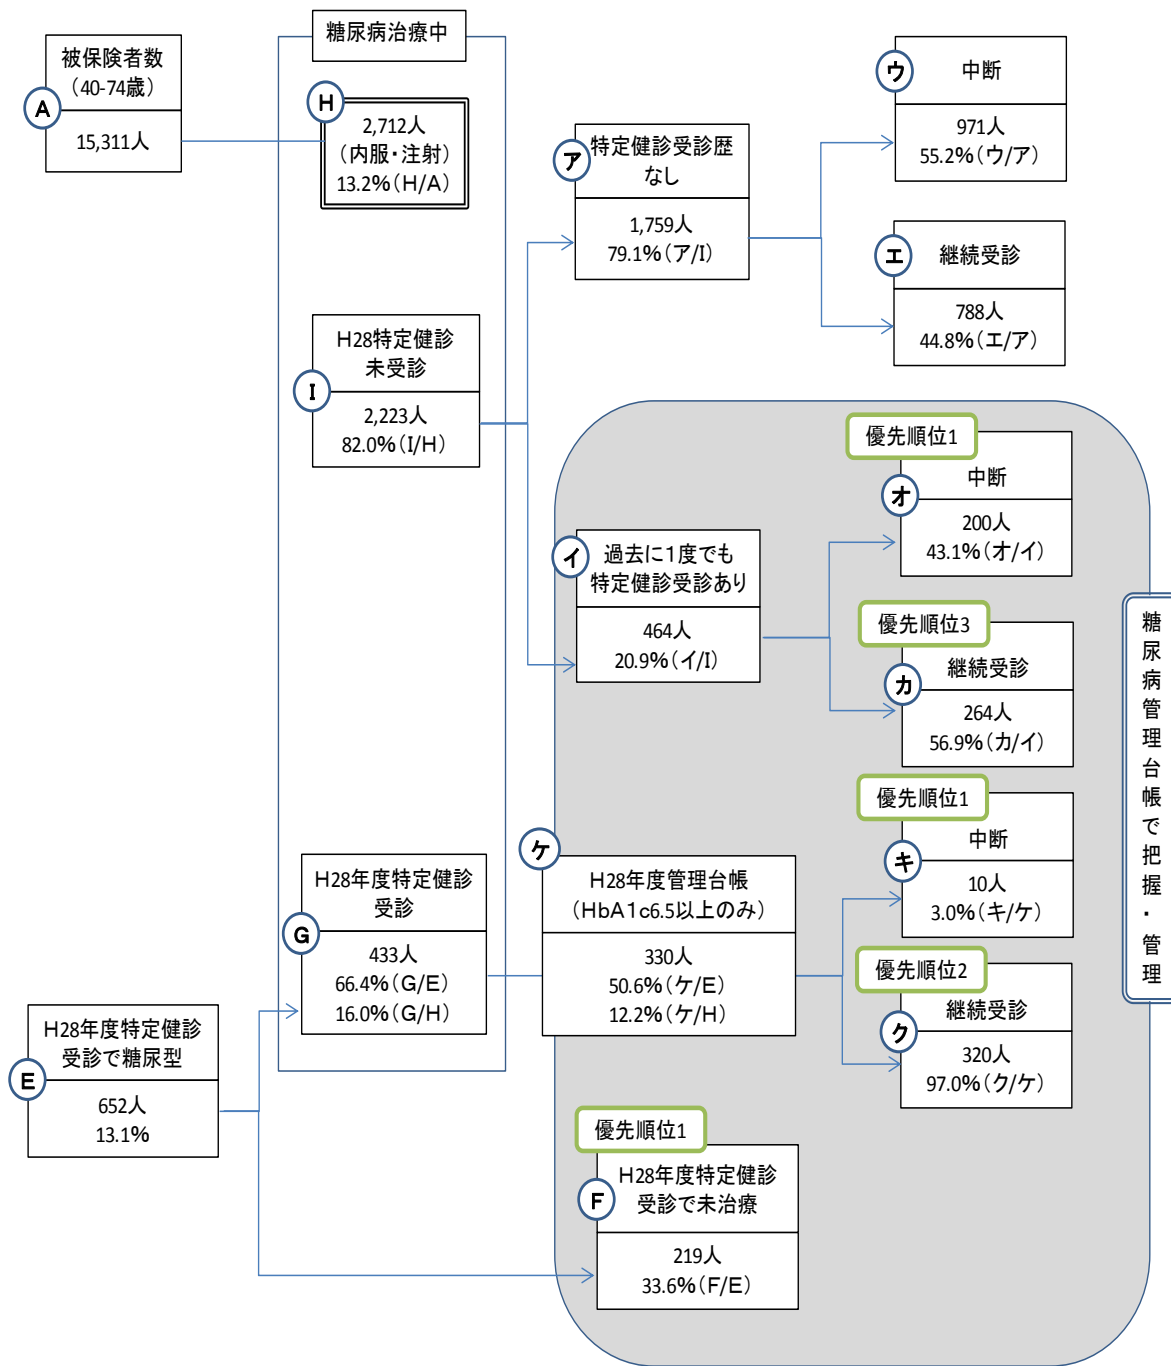 糖尿病治療中
被保険者数
（40-74歳）
A
15,311人
H
2,712人
（内服・注射）
13.2%（H/A）
ア
特定健診受診歴
なし
1,759人
79.1%（ア/I）
ウ
中断
971人
55.2%（ウ/ア）
エ
継続受診
788人
44.8%（エ/ア）
I
H28特定健診
未受診
2,223人
82.0%（I/H）
優先順位1
オ
中断
200人
43.1%（オ/イ）
イ
過去に１度でも
特定健診受診あり
464人
20.9%（イ/I）
優先順位3
カ
継続受診
264人
56.9%（カ/イ）
糖尿病管理台帳で把握・管理
優先順位1
キ
中断
10人
3.0%（キ/ケ）
G
H28年度特定健診
受診
433人
66.4%（G/E）
16.0%（G/H）
ケ
H28年度管理台帳
（HbA１c6.5以上のみ）
330人
50.6%（ケ/E）
12.2%（ケ/H）
優先順位2
ク
継続受診
320人
97.0%（ク/ケ）
E
H28年度特定健診
受診で糖尿型
652人
13.1%
優先順位1
F
H28年度特定健診
受診で未治療
219人
33.6%（F/E）